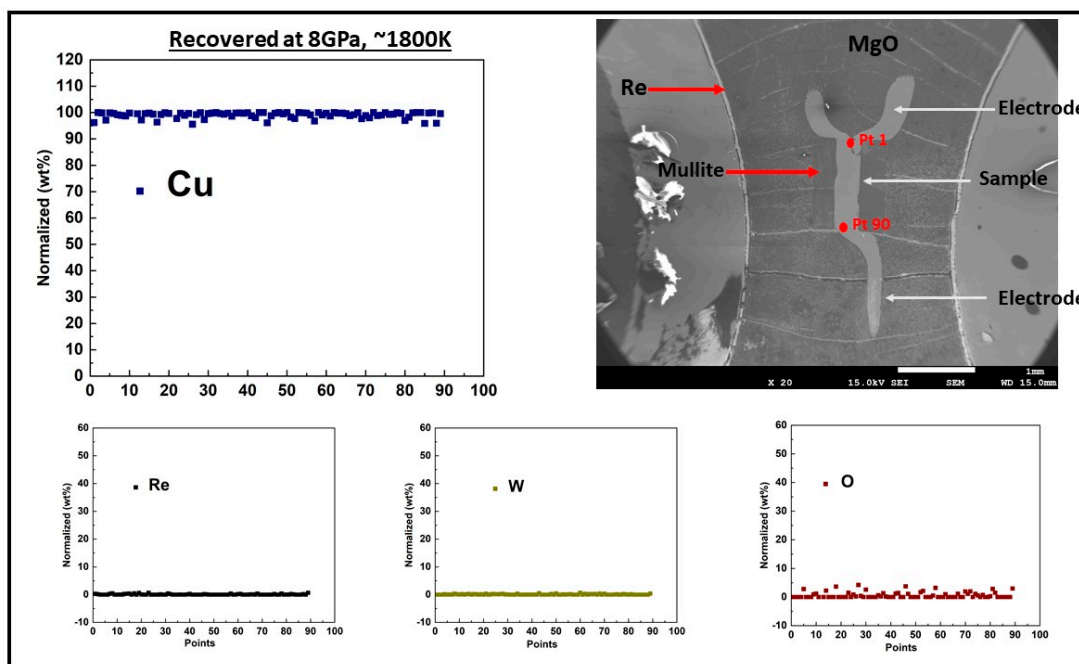 Recovered at 8GPa, ~1800K
120
110
100
90
80
70
60
50
40
30
20
10
0
Normalized (wt%)
Cu
0 10 20 30 40 50 60 70 80 90 100
MgO
Re
Electrode
Pt 1
Mullite
Sample
Pt 90
Electrode
1mm
X 20 15.0kV SEI SEM WD 15.0mm
60
50
40
30
20
10
0
-10
Normalized (wt%)
Re
0 10 20 30 40 50 60 70 80 90 100
Points
60
50
40
30
20
10
0
-10
Normalized (wt%)
W
0 10 20 30 40 50 60 70 80 90 100
Points
60
50
40
30
20
10
0
-10
Normalized (wt%)
O
0 10 20 30 40 50 60 70 80 90 100
Points